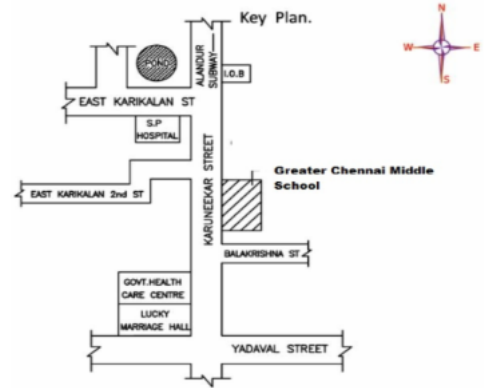 Key Plan.
N
W
E
S
POND
ALANDUR
SUBWAY
I.O.B
EAST KARIKALAN ST
S.P
HOSPITAL
Greater Chennai Middle
School
EAST KARIKALAN 2nd ST
KARUNEEKAR STREET
BALAKRISHNA ST
GOVT.HEALTH
CARE CENTRE
LUCKY
MARRIAGE HALL
YADAVAL STREET